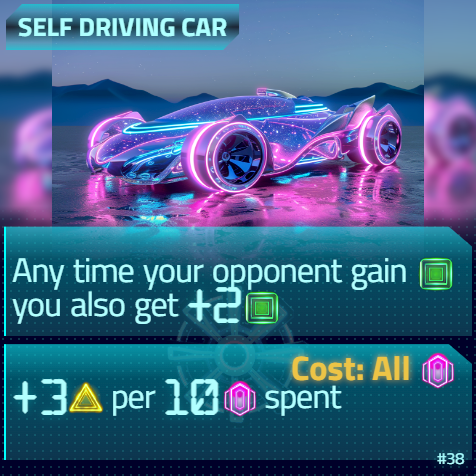 SELF DRIVING CAR
Any time your opponent gain
you also get +2
Cost: All
+3 per 10 spent
#38